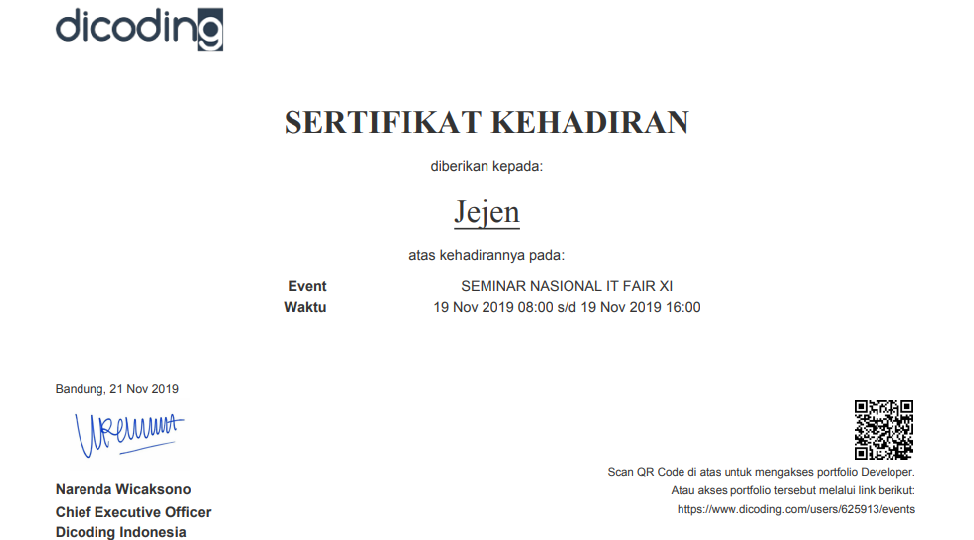 dicoding
SERTIFIKAT KEHADIRAN
diberikan kepada:
Jejen
atas kehadirannya pada:
Event SEMINAR NASIONAL IT FAIR XI
Waktu 19 Nov 2019 08:00 s/d 19 Nov 2019 16:00
Bandung, 21 Nov 2019
Narenda Wicaksono
Chief Executive Officer
Dicoding Indonesia
Scan QR Code di atas untuk mengakses portfolio Developer.
Atau akses portfolio tersebut melalui link berikut:
https://www.dicoding.com/users/625913/events